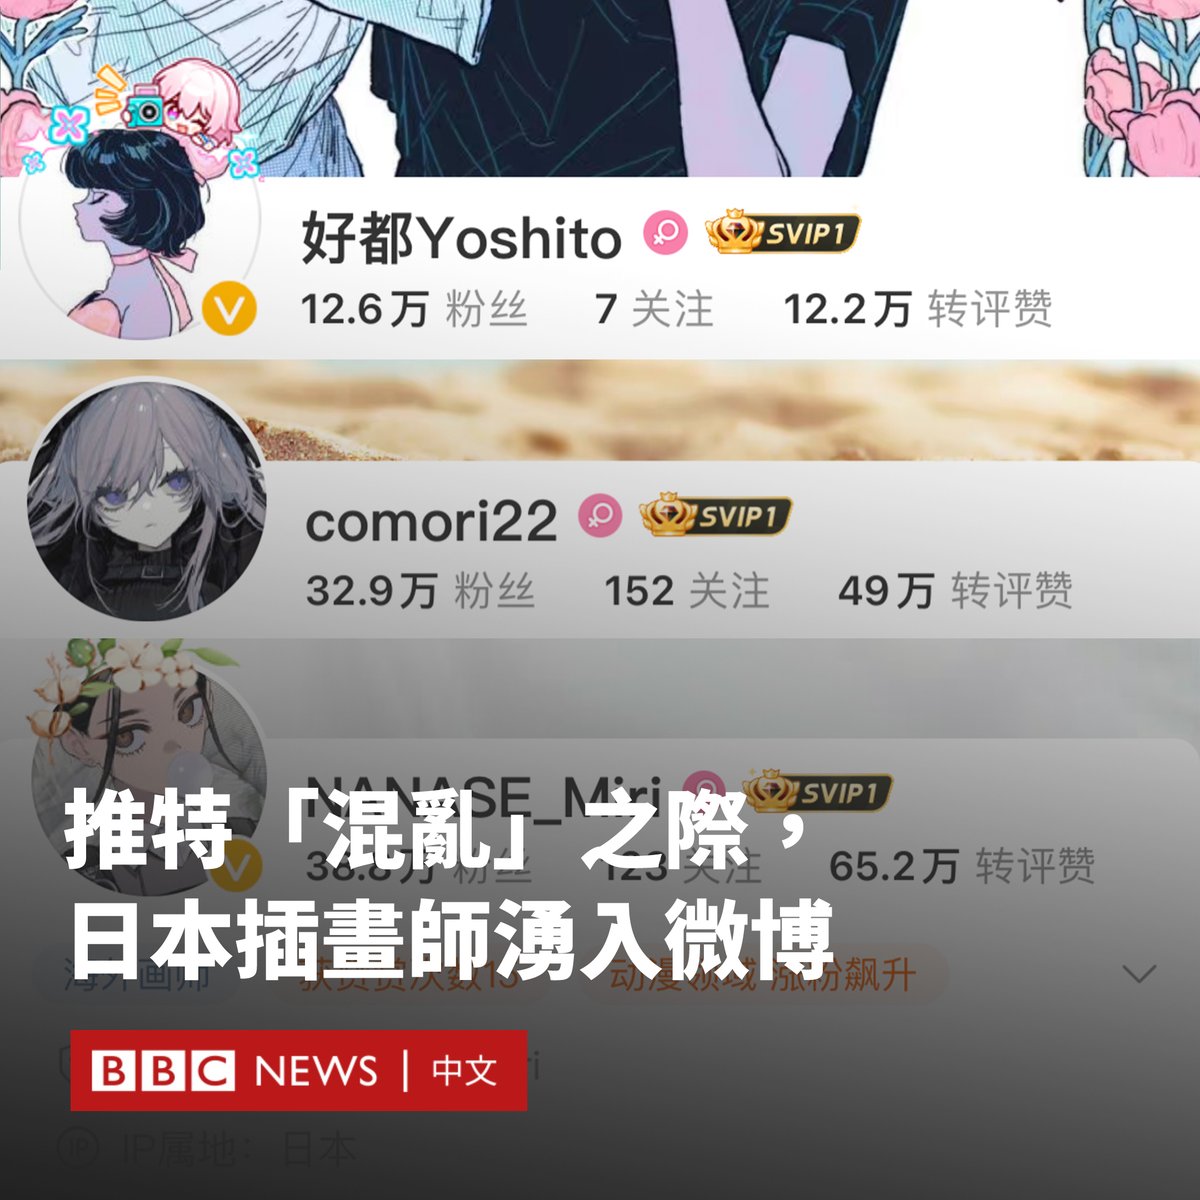 好都Yoshito SVIP1
12.6万 粉丝 7 关注 12.2万 转评赞
comori22 SVIP1
32.9万 粉丝 152 关注 49万 转评赞
NANASE_Miri SVIP1
38.8万 粉丝 123 关注 65.2万 转评赞
推特「混亂」之際，
日本插畫師湧入微博
海外画师 动漫领域 涨粉飙升
BBC NEWS | 中文
IP属地：日本